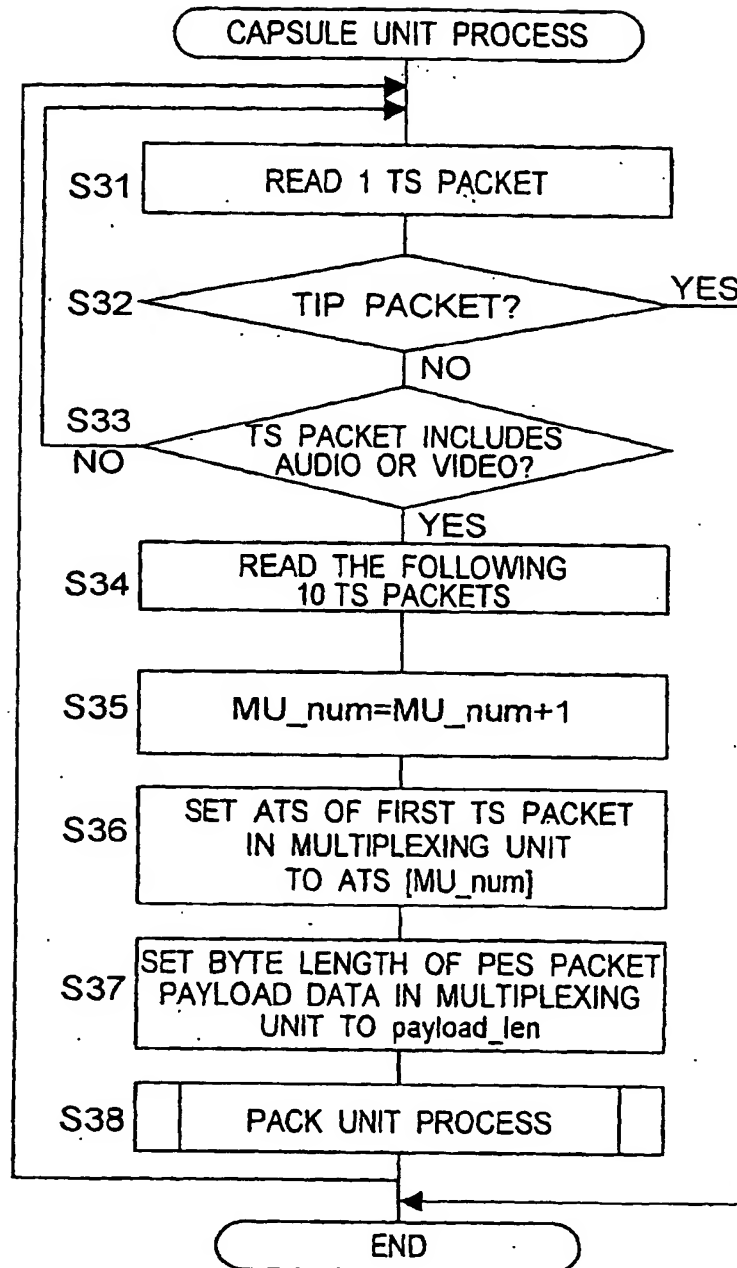 CAPSULE UNIT PROCESS
S31
READ 1 TS PACKET
S32
TIP PACKET?
YES
NO
S33
NO
TS PACKET INCLUDES
AUDIO OR VIDEO?
YES
S34
READ THE FOLLOWING
10 TS PACKETS
S35
MU_num=MU_num+1
S36
SET ATS OF FIRST TS PACKET
IN MULTIPLEXING UNIT
TO ATS [MU_num]
S37
SET BYTE LENGTH OF PES PACKET
PAYLOAD DATA IN MULTIPLEXING
UNIT TO payload_len
S38
PACK UNIT PROCESS
END